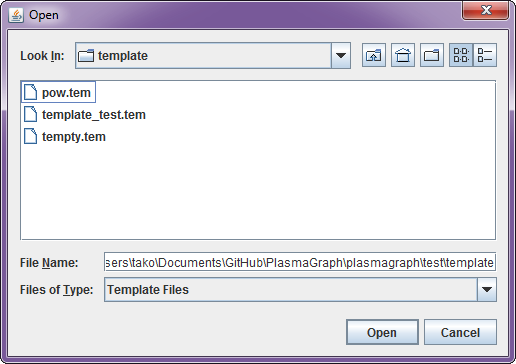 Open
Look In: template
pow.tem
template_test.tem
tempty.tem
File Name: sers\tako\Documents\GitHub\PlasmaGraph\plasmagraph\test\template
Files of Type: Template Files
Open Cancel